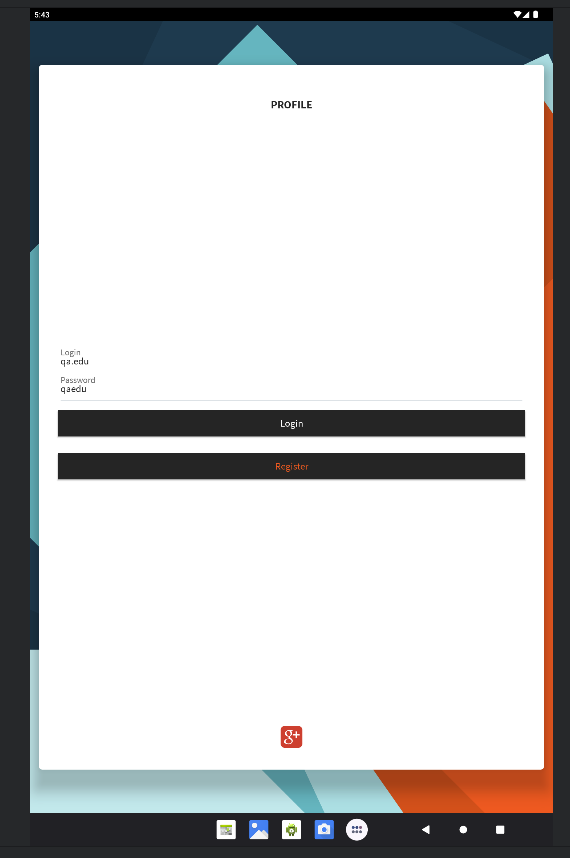 5:43
PROFILE
Login
qa.edu
Password
qaedu
Login
Register
g+